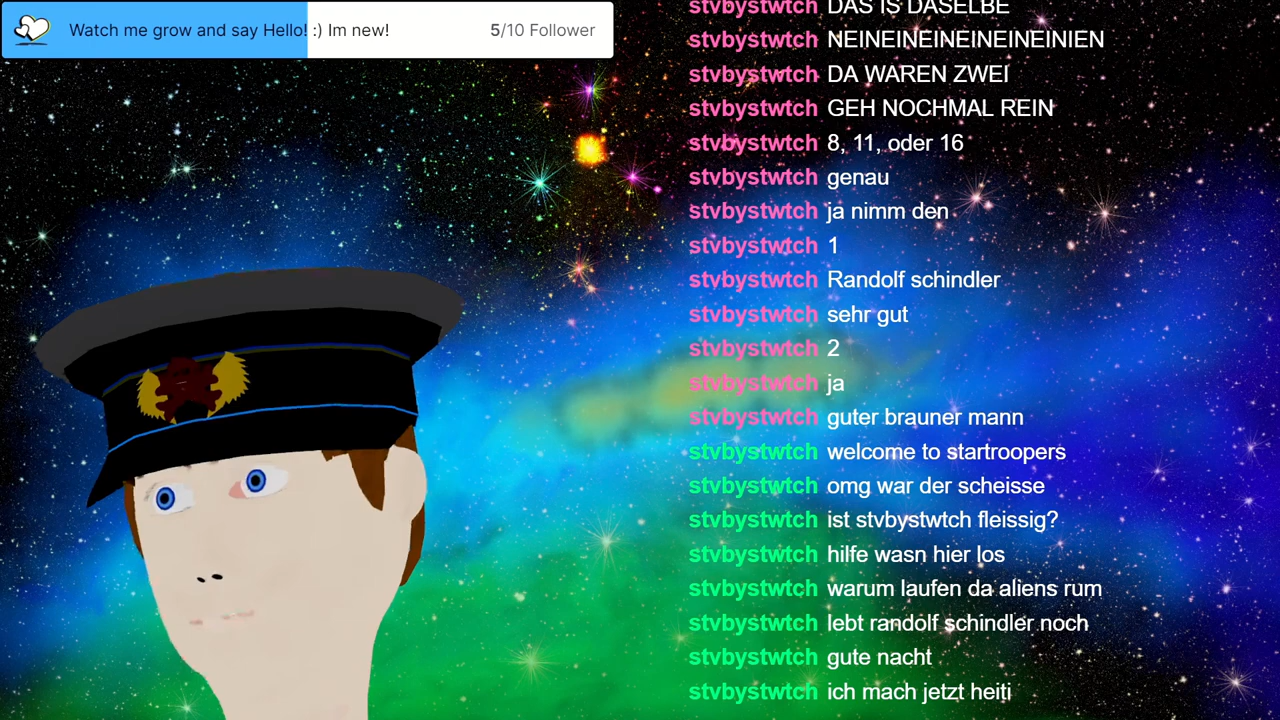 Watch me grow and say Hello! :) Im new! 5/10 Follower
stvbystwtch DAS IS DASELBE
stvbystwtch NEINEINEINEINEINEINIEN
stvbystwtch DA WAREN ZWEI
stvbystwtch GEH NOCHMAL REIN
stvbystwtch 8, 11, oder 16
stvbystwtch genau
stvbystwtch ja nimm den
stvbystwtch 1
stvbystwtch Randolf schindler
stvbystwtch sehr gut
stvbystwtch 2
stvbystwtch ja
stvbystwtch guter brauner mann
stvbystwtch welcome to startroopers
stvbystwtch omg war der scheisse
stvbystwtch ist stvbystwtch fleissig?
stvbystwtch hilfe wasn hier los
stvbystwtch warum laufen da aliens rum
stvbystwtch lebt randolf schindler noch
stvbystwtch gute nacht
stvbystwtch ich mach jetzt heiti